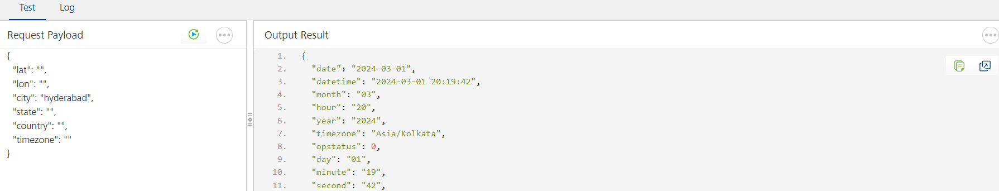 Test Log
Request Payload
{
"lat": "",
"lon": "",
"city": "hyderabad",
"state": "",
"country": "",
"timezone": ""
}
Output Result
1. {
2. "date": "2024-03-01",
3. "datetime": "2024-03-01 20:19:42",
4. "month": "03",
5. "hour": "20",
6. "year": "2024",
7. "timezone": "Asia/Kolkata",
8. "opstatus": 0,
9. "day": "01",
10. "minute": "19",
11. "second": "42",